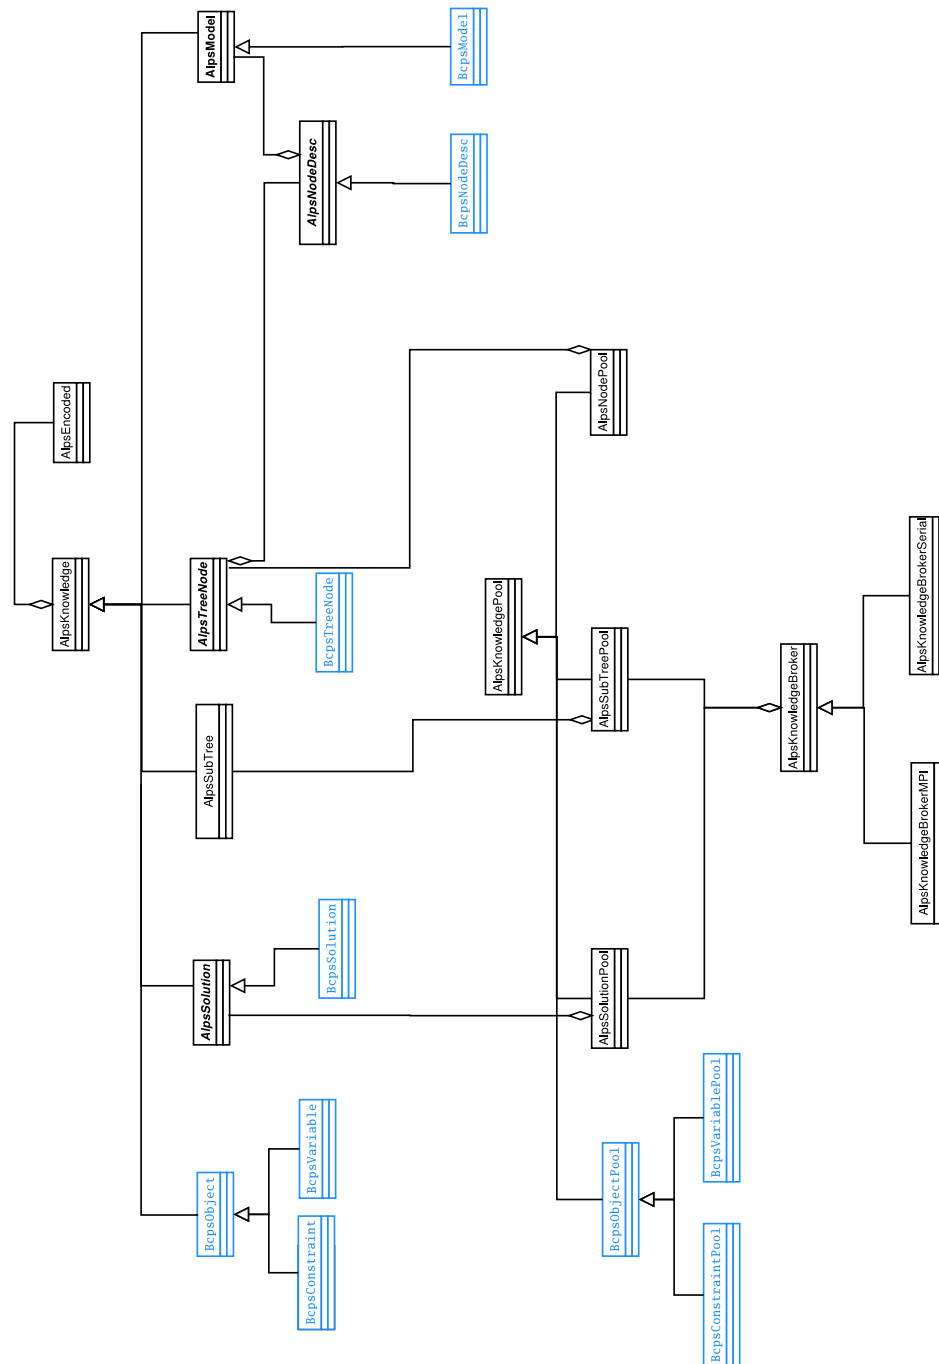 AlpsKnowledge
AlpsEncoded
BcpsObject
AlpsSolution
AlpsSubTree
AlpsTreeNode
AlpsModel
BcpsConstraint
BcpsVariable
BcpsSolution
BcpsTreeNode
AlpsNodeDesc
BcpsNodeDesc
BcpsModel
AlpsKnowledgePool
BcpsObjectPool
AlpsSolutionPool
AlpsSubTreePool
AlpsNodePool
BcpsConstraintPool
BcpsVariablePool
AlpsKnowledgeBroker
AlpsKnowledgeBrokerMPI
AlpsKnowledgeBrokerSerial